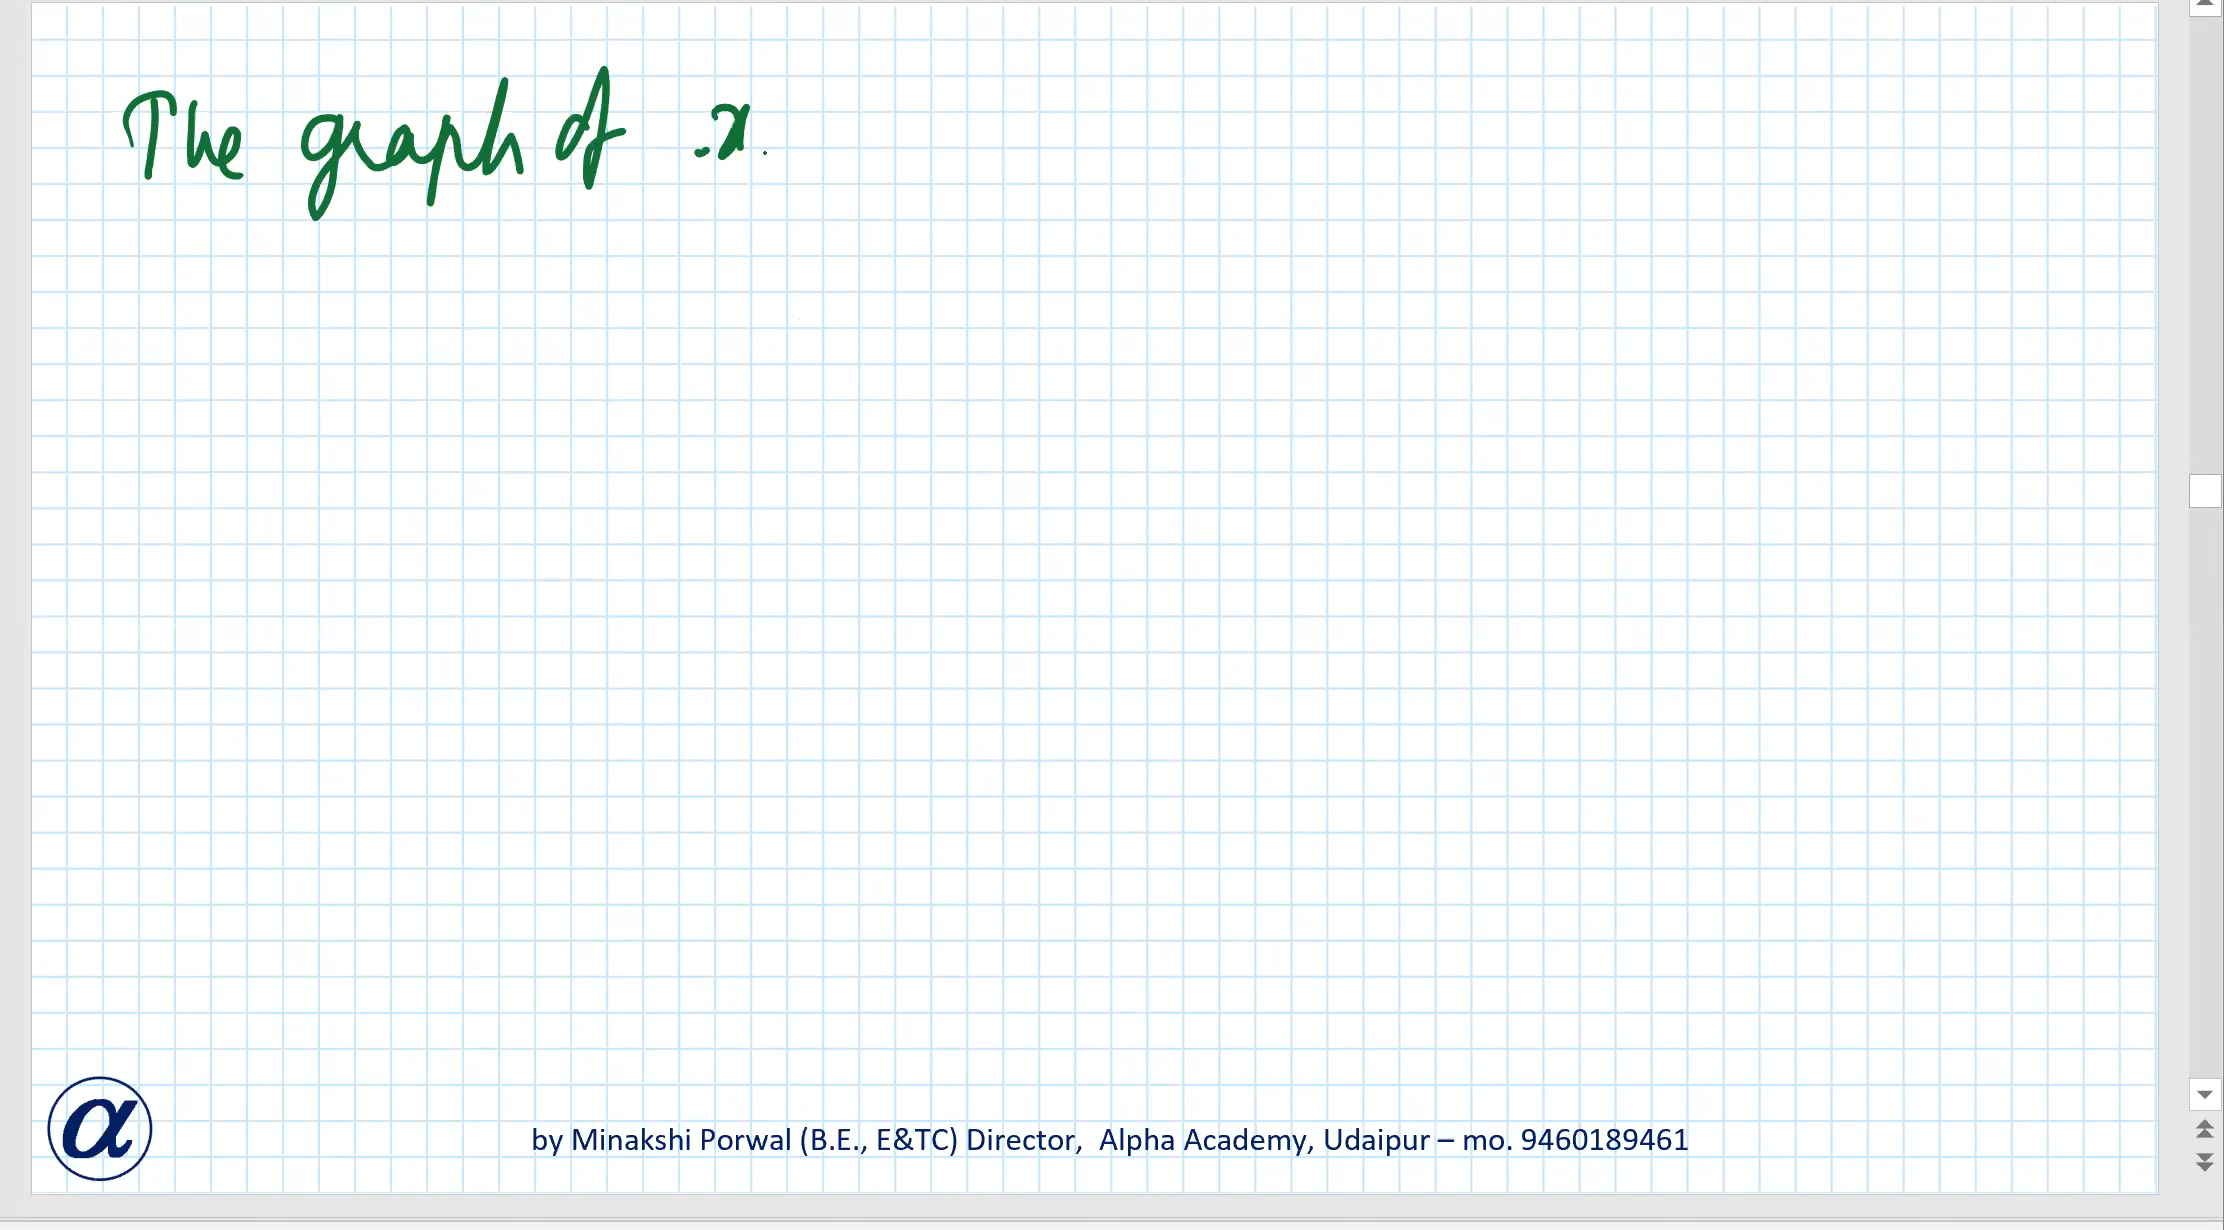 The graph of x
α
by Minakshi Porwal (B.E., E&TC) Director, Alpha Academy, Udaipur – mo. 9460189461